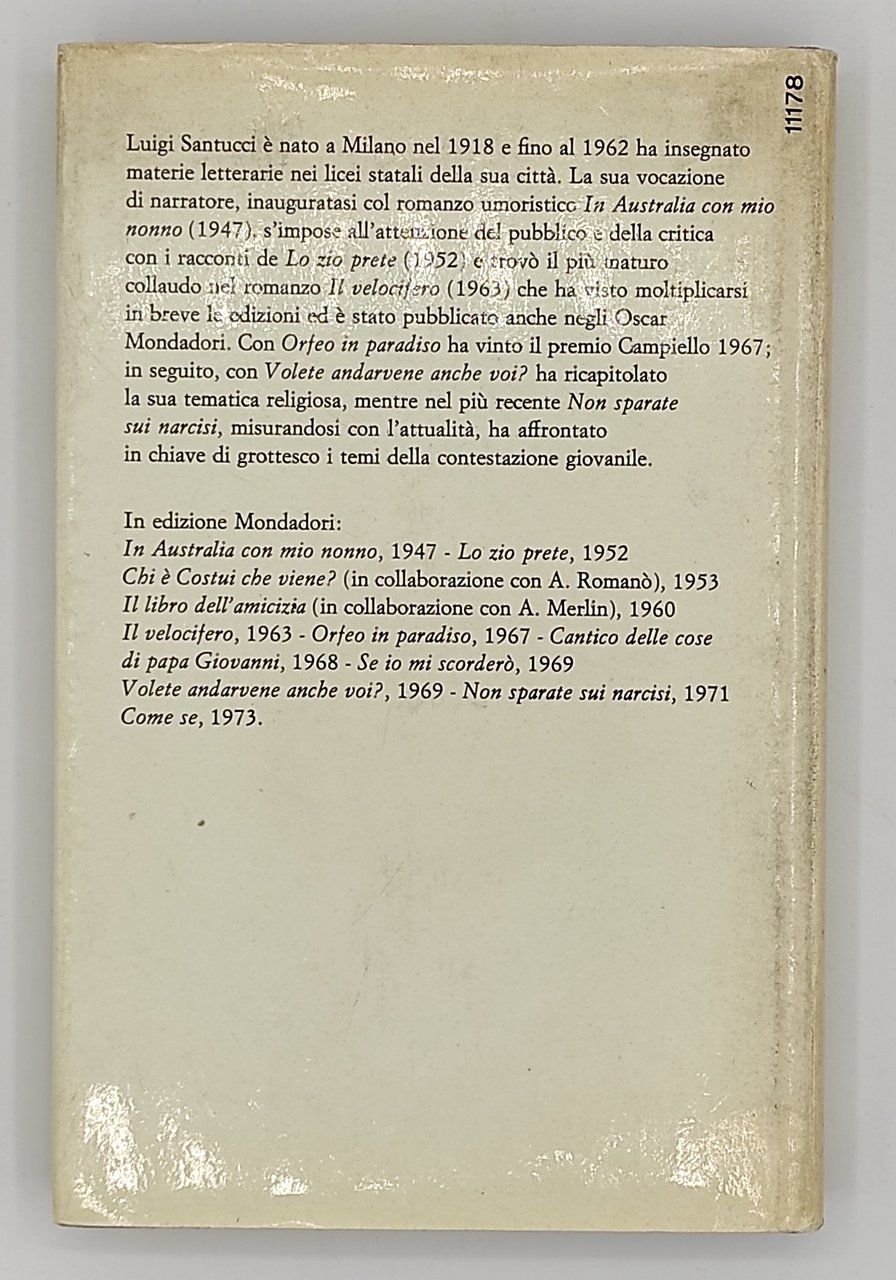 11178
Luigi Santucci è nato a Milano nel 1918 e fino al 1962 ha insegnato
materie letterarie nei licei statali della sua città. La sua vocazione
di narratore, inauguratasi col romanzo umoristico In Australia con mio
nonno (1947), s'impose all'attenzione del pubblico e della critica
con i racconti de Lo zio prete (1952) e trovò il più maturo
collaudo nel romanzo Il velocifero (1963) che ha visto moltiplicarsi
in breve le edizioni ed è stato pubblicato anche negli Oscar
Mondadori. Con Orfeo in paradiso ha vinto il premio Campiello 1967;
in seguito, con Volete andarvene anche voi? ha ricapitolato
la sua tematica religiosa, mentre nel più recente Non sparate
sui narcisi, misurandosi con l'attualità, ha affrontato
in chiave di grottesco i temi della contestazione giovanile.
In edizione Mondadori:
In Australia con mio nonno, 1947 - Lo zio prete, 1952
Chi è Costui che viene? (in collaborazione con A. Romanò), 1953
Il libro dell'amicizia (in collaborazione con A. Merlin), 1960
Il velocifero, 1963 - Orfeo in paradiso, 1967 - Cantico delle cose
di papa Giovanni, 1968 - Se io mi scorderò, 1969
Volete andarvene anche voi?, 1969 - Non sparate sui narcisi, 1971
Come se, 1973.